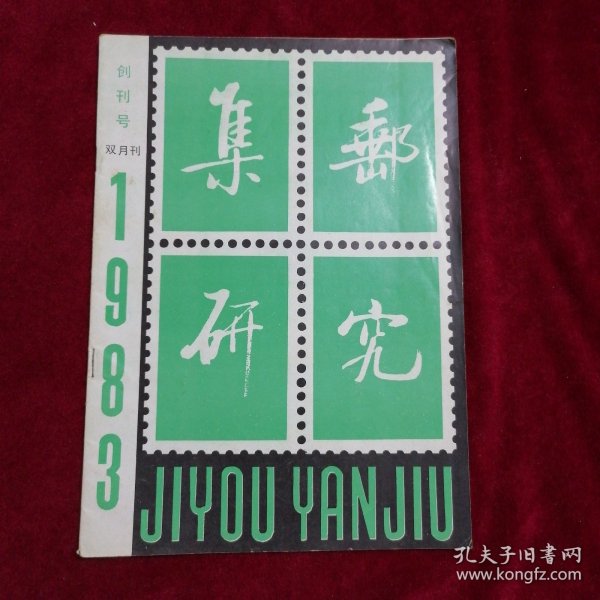 创刊号
双月刊
1983
集郵
研究
JIYOU YANJIU
孔夫子旧书网
www.kongfz.com